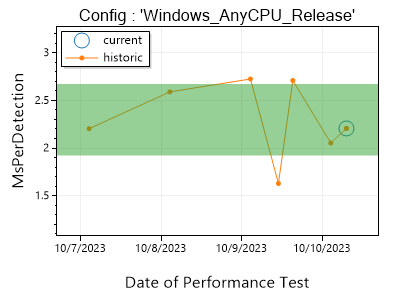 Config : 'Windows_AnyCPU_Release'
current
historic
MsPerDetection
3
2.5
2
1.5
10/7/2023 10/8/2023 10/9/2023 10/10/2023
Date of Performance Test